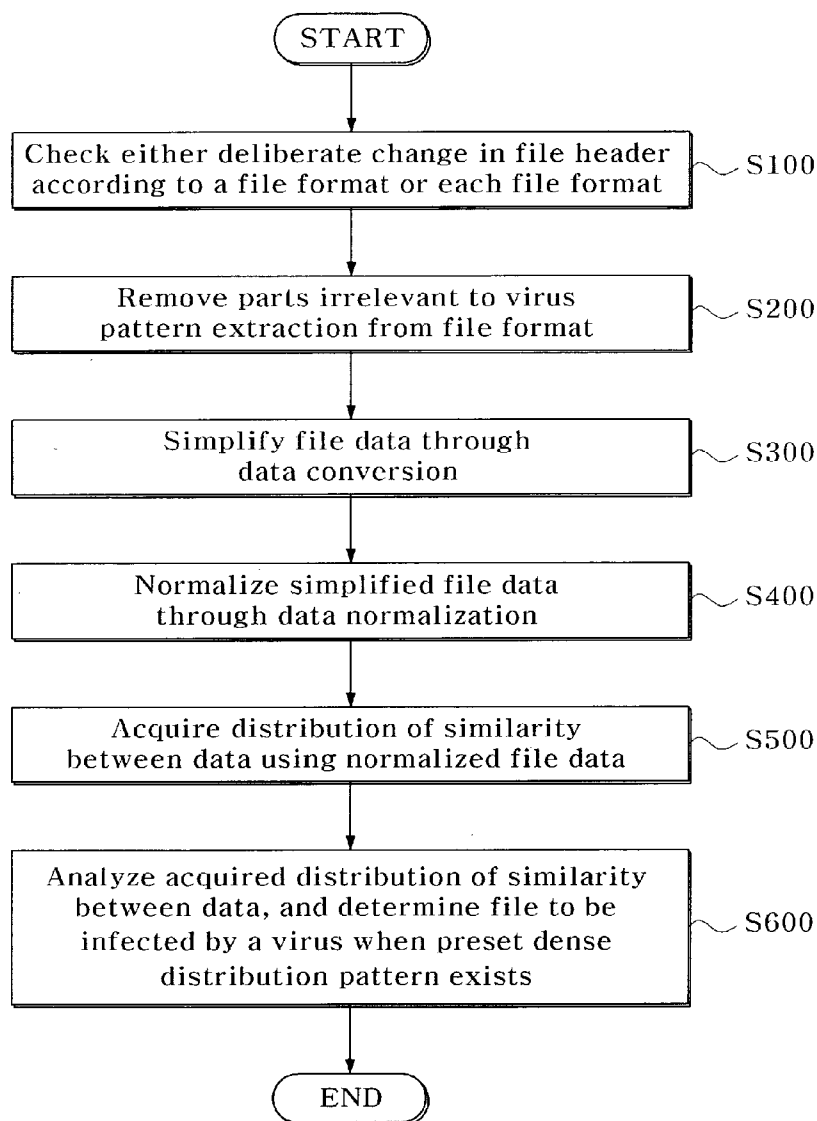 START
Check either deliberate change in file header
according to a file format or each file format
S100
Remove parts irrelevant to virus
pattern extraction from file format
S200
Simplify file data through
data conversion
S300
Normalize simplified file data
through data normalization
S400
Acquire distribution of similarity
between data using normalized file data
S500
Analyze acquired distribution of similarity
between data, and determine file to be
infected by a virus when preset dense
distribution pattern exists
S600
END